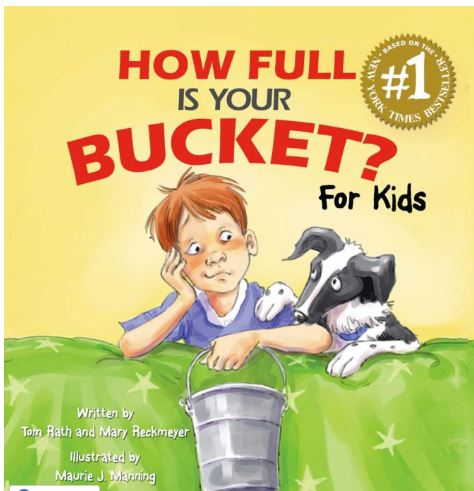 HOW FULL
IS YOUR
BUCKET?
For Kids
BASED ON THE
#1
NEW YORK TIMES BESTSELLER
Written by
Tom Rath and Mary Reckmeyer
Illustrated by
Maurie J. Manning